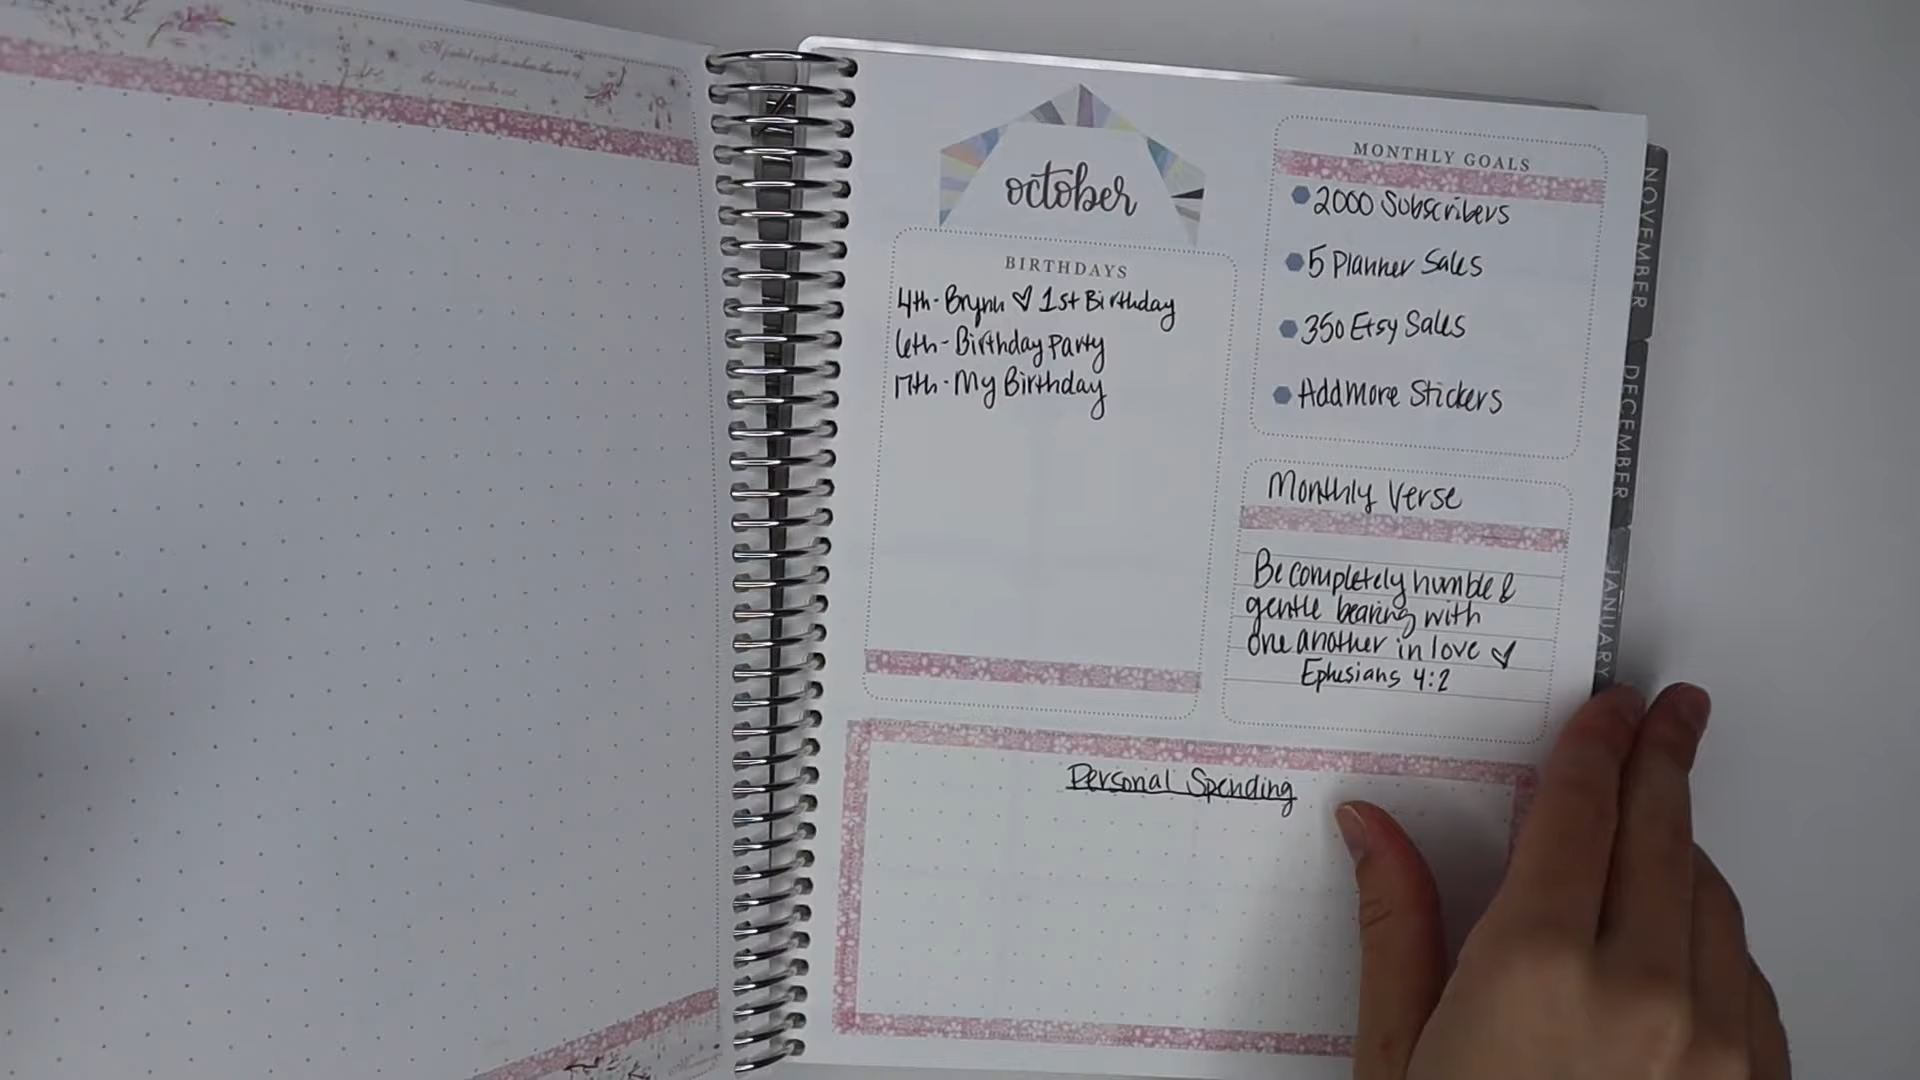 october
BIRTHDAYS
4th - Brynn ♡ 1st Birthday
6th - Birthday Party
17th - My Birthday
MONTHLY GOALS
2000 Subscribers
5 Planner Sales
350 Etsy Sales
Add More Stickers
Monthly Verse
Be completely humble &
gentle bearing with
one another in love ♡
Ephesians 4:2
Personal Spending
NOVEMBER
DECEMBER
JANUARY